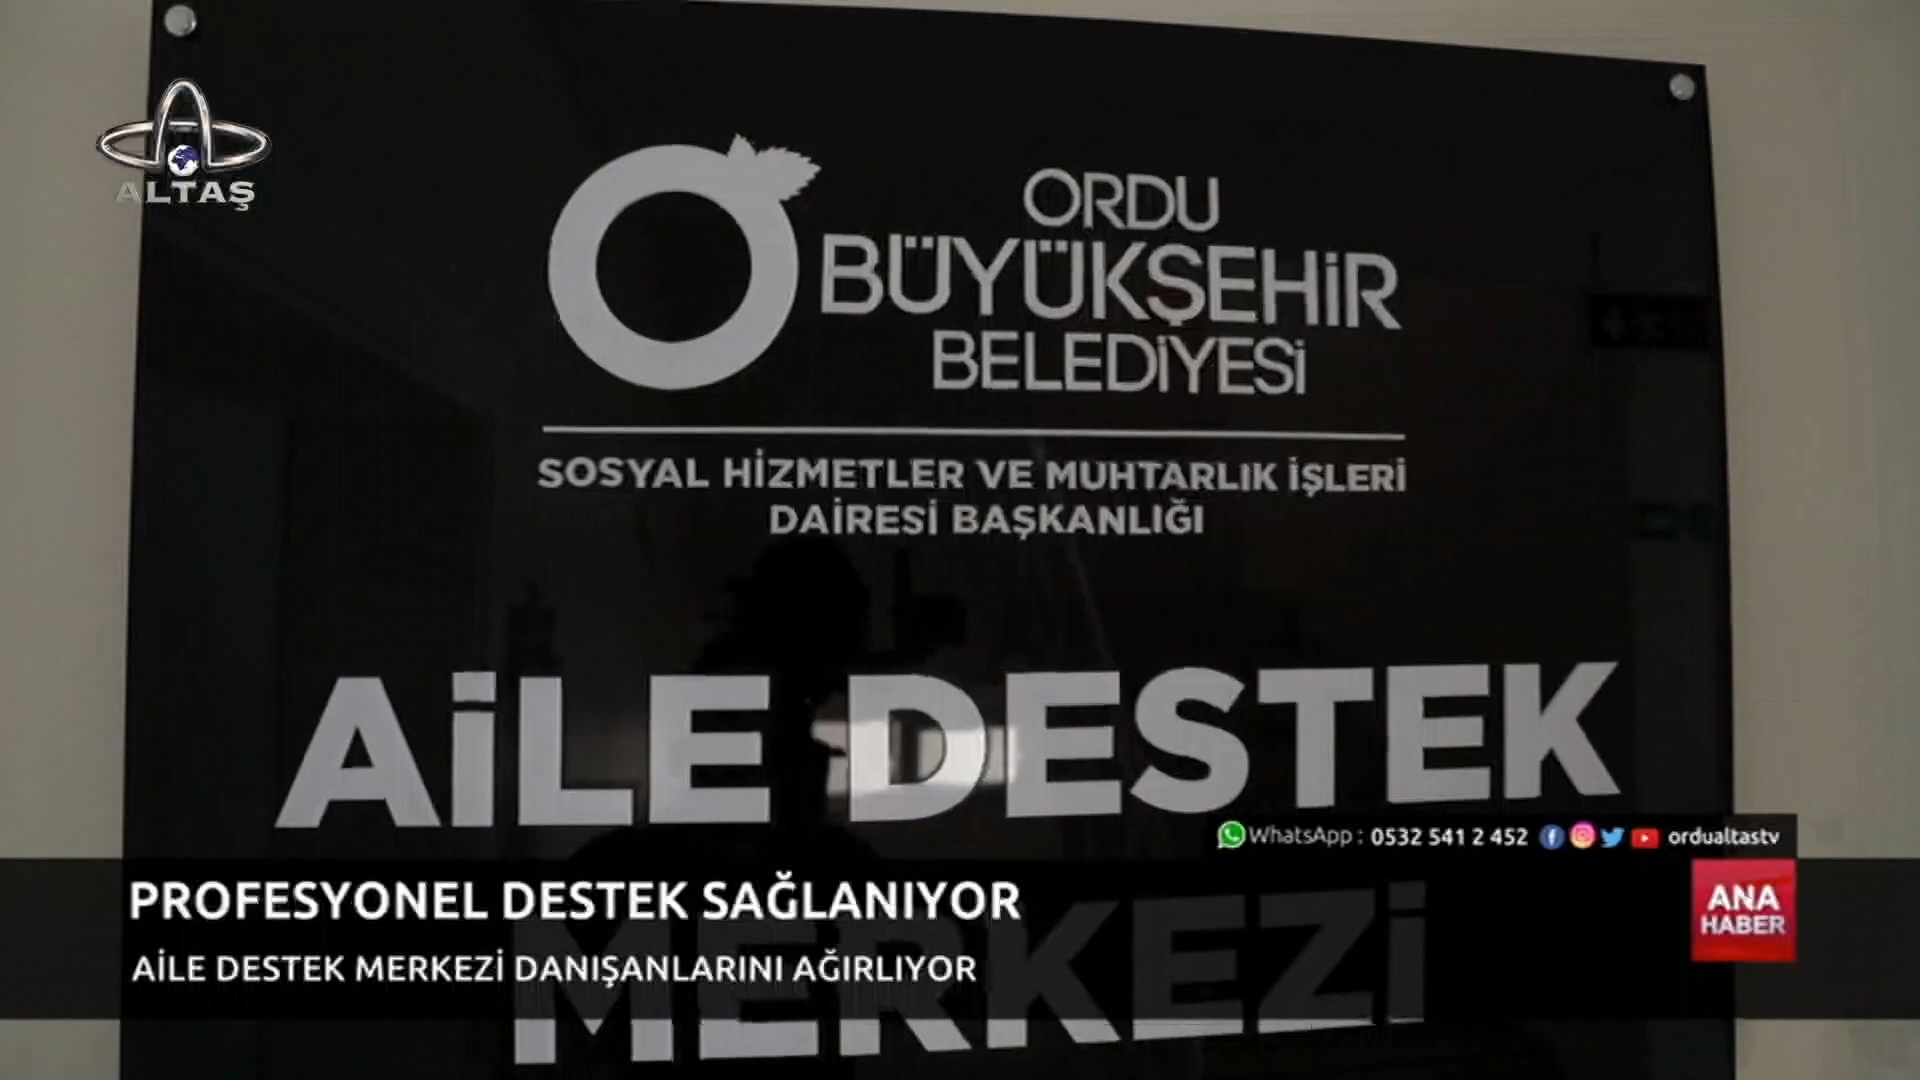 ALTAŞ
ORDU
BÜYÜKŞEHİR
BELEDİYESİ
SOSYAL HİZMETLER VE MUHTARLIK İŞLERİ
DAİRESİ BAŞKANLIĞI
AİLE DESTEK
MERKEZİ
WhatsApp : 0532 541 2 452 ordualtastv
PROFESYONEL DESTEK SAĞLANIYOR
AİLE DESTEK MERKEZİ DANIŞANLARINI AĞIRLIYOR
ANA
HABER